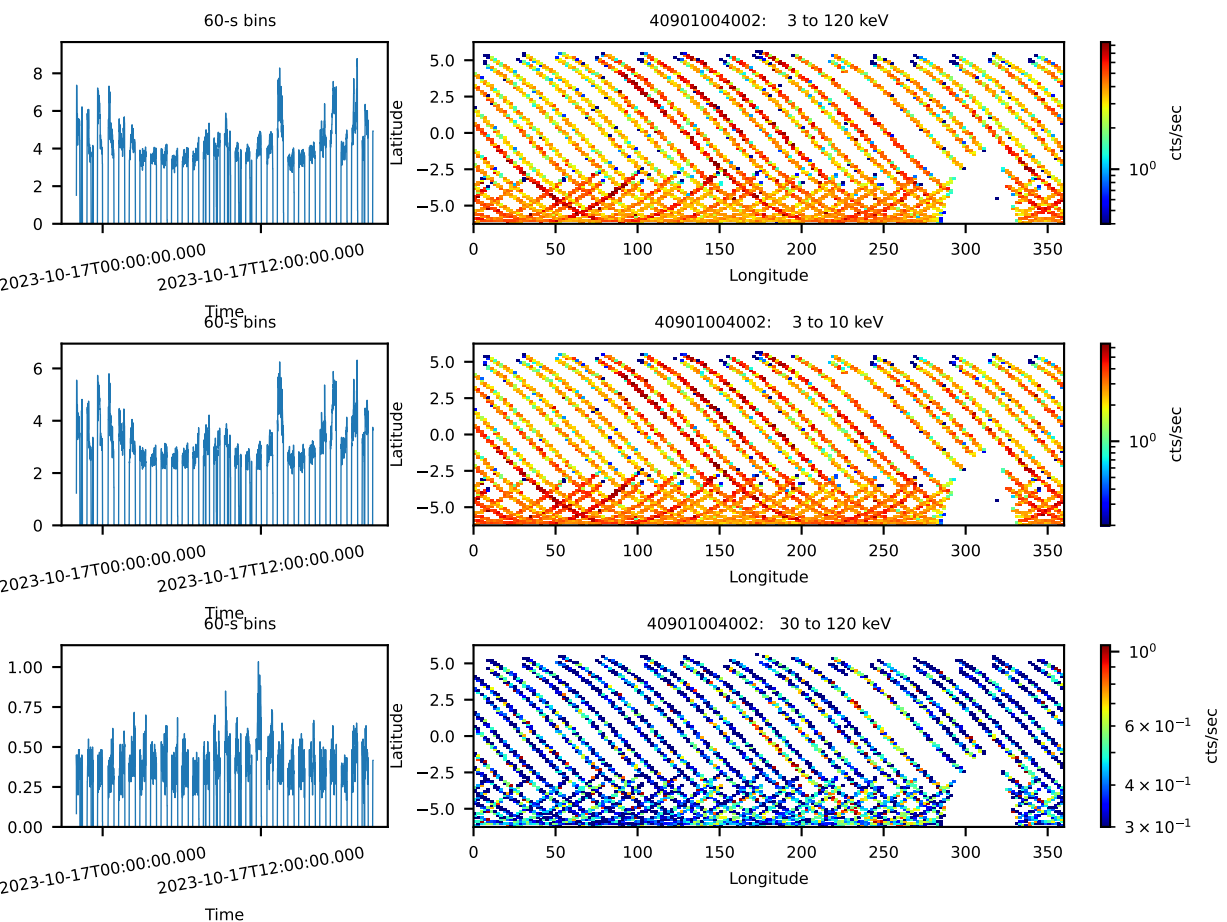 60-s bins
8
6
4
2
0
2023-10-17T00:00:00.000
2023-10-17T12:00:00.000
Time
40901004002: 3 to 120 keV
Latitude
5.0
2.5
0.0
−2.5
−5.0
0 50 100 150 200 250 300 350
Longitude
10^0
cts/sec
60-s bins
6
4
2
0
2023-10-17T00:00:00.000
2023-10-17T12:00:00.000
Time
40901004002: 3 to 10 keV
Latitude
5.0
2.5
0.0
−2.5
−5.0
0 50 100 150 200 250 300 350
Longitude
10^0
cts/sec
60-s bins
1.00
0.75
0.50
0.25
0.00
2023-10-17T00:00:00.000
2023-10-17T12:00:00.000
Time
40901004002: 30 to 120 keV
Latitude
5.0
2.5
0.0
−2.5
−5.0
0 50 100 150 200 250 300 350
Longitude
10^0
6 × 10^−1
4 × 10^−1
3 × 10^−1
cts/sec